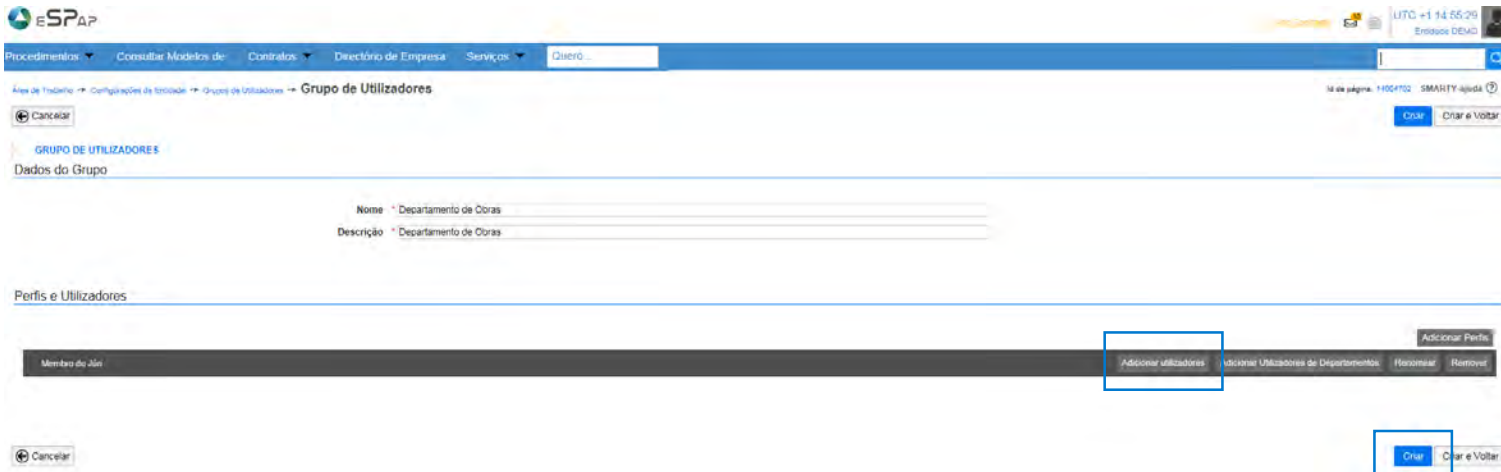 eSPap
UTC +1 14:55:29
Entidade DEMO
Procedimentos Consultar Modelos de Contratos Directório de Empresa Serviços Quero...
Área de Trabalho Configurações da Entidade Grupos de Utilizadores Grupo de Utilizadores
Id de página: SMARTY-ajuda
Cancelar Criar Criar e Voltar
GRUPO DE UTILIZADORES
Dados do Grupo
Nome * Departamento de Obras
Descrição * Departamento de Obras
Perfis e Utilizadores
Adicionar Perfis
Membro do Júri Adicionar utilizadores Adicionar Utilizadores de Departamentos Renomear Remover
Cancelar Criar Criar e Voltar